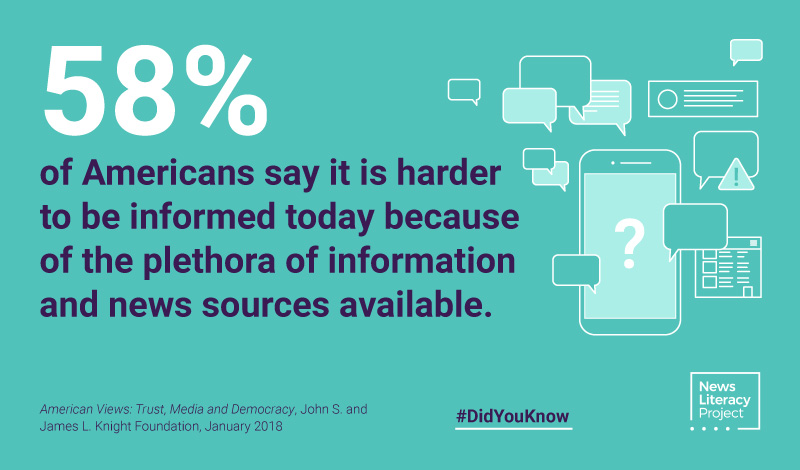 58%
of Americans say it is harder
to be informed today because
of the plethora of information
and news sources available.
?
!
American Views: Trust, Media and Democracy, John S. and
James L. Knight Foundation, January 2018
#DidYouKnow
News
Literacy
Project